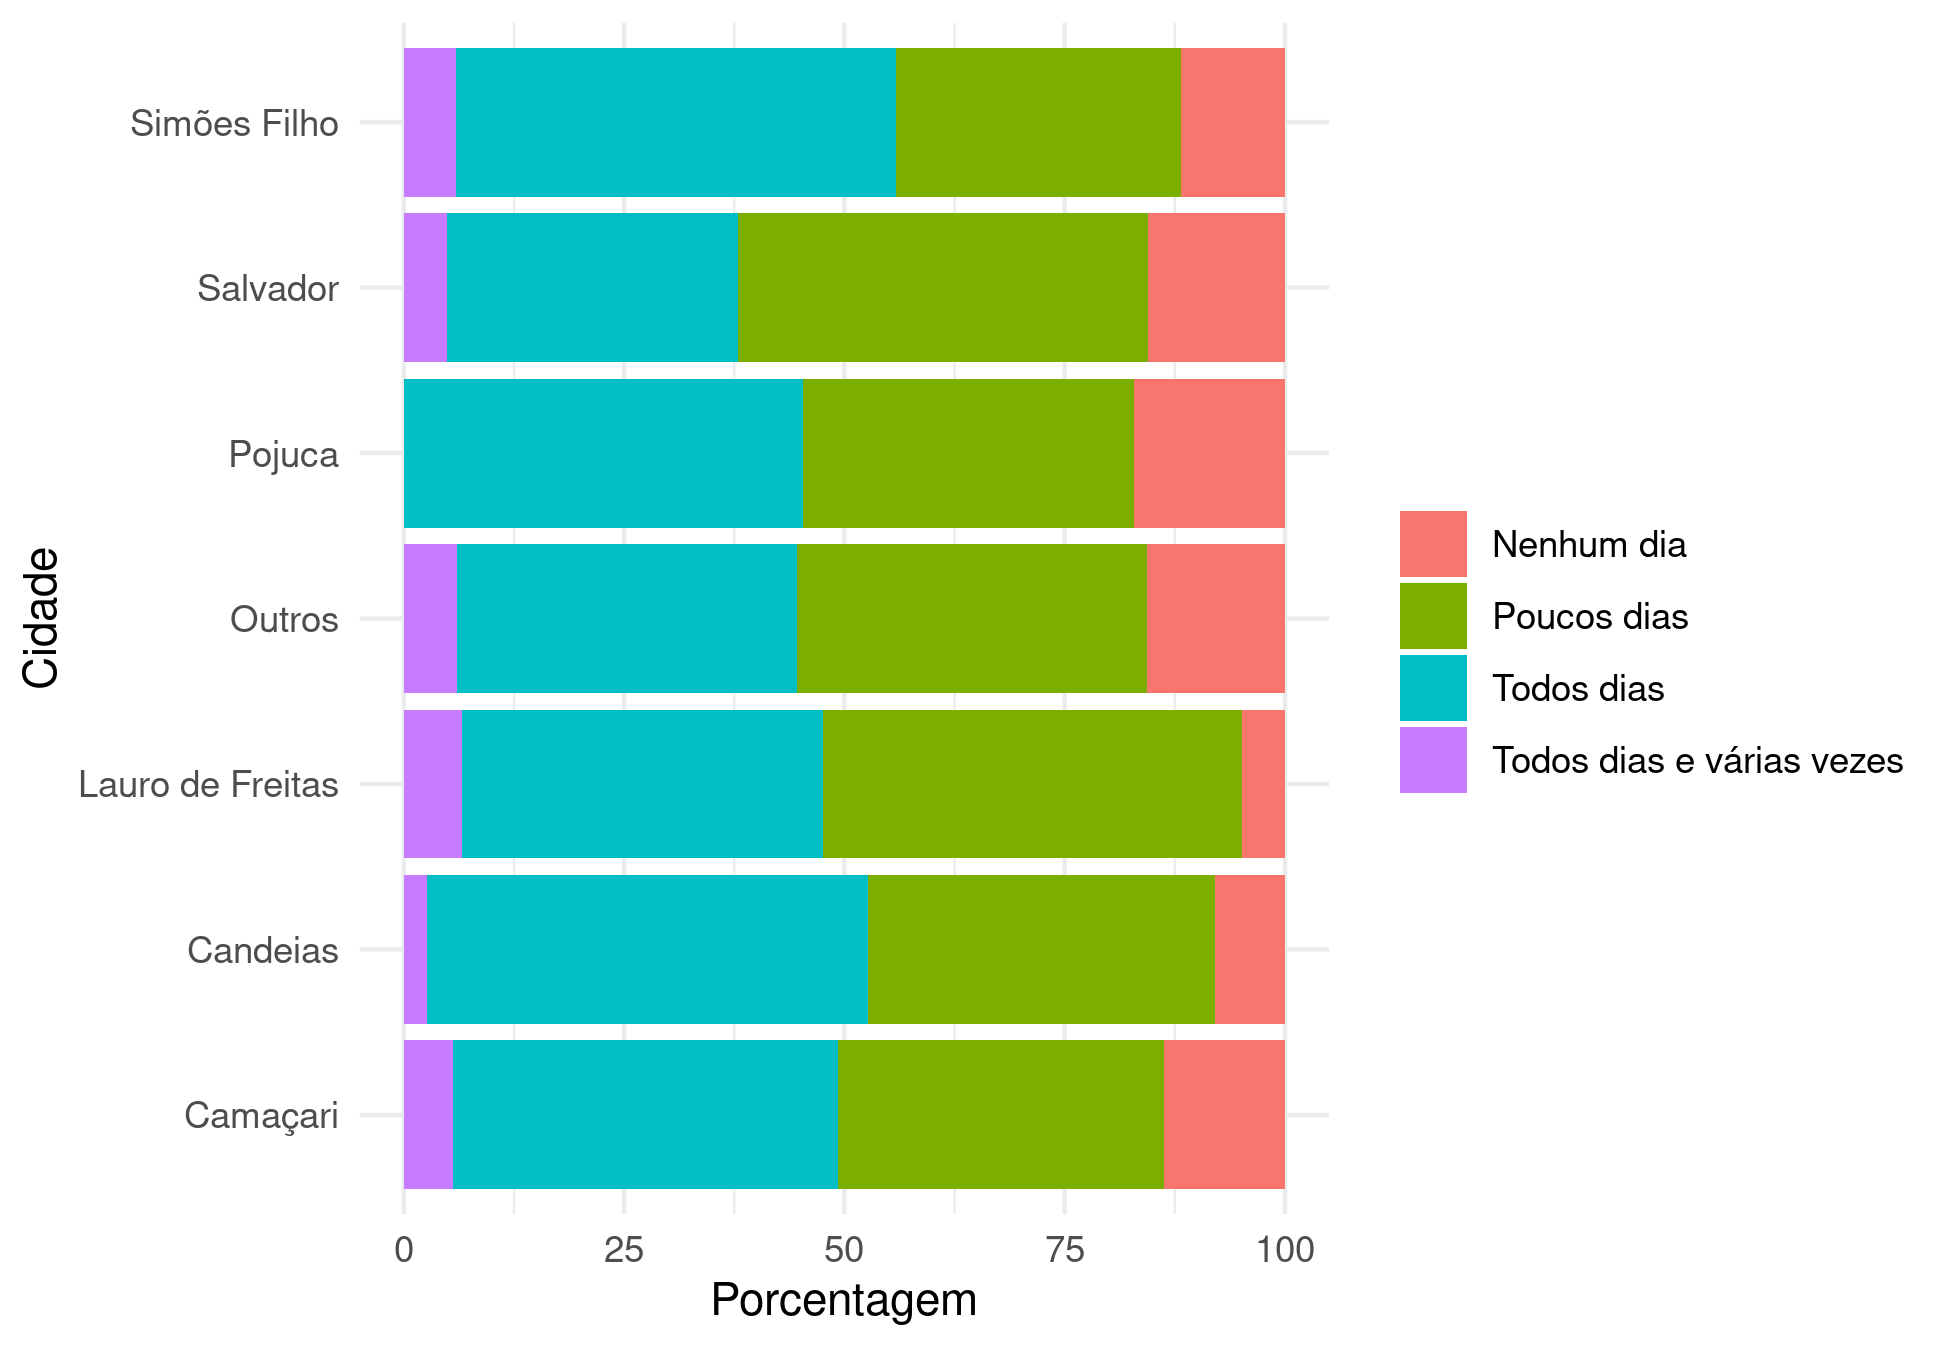 Simões Filho
Salvador
Pojuca
Outros
Lauro de Freitas
Candeias
Camaçari
Cidade
0 25 50 75 100
Porcentagem
Nenhum dia
Poucos dias
Todos dias
Todos dias e várias vezes